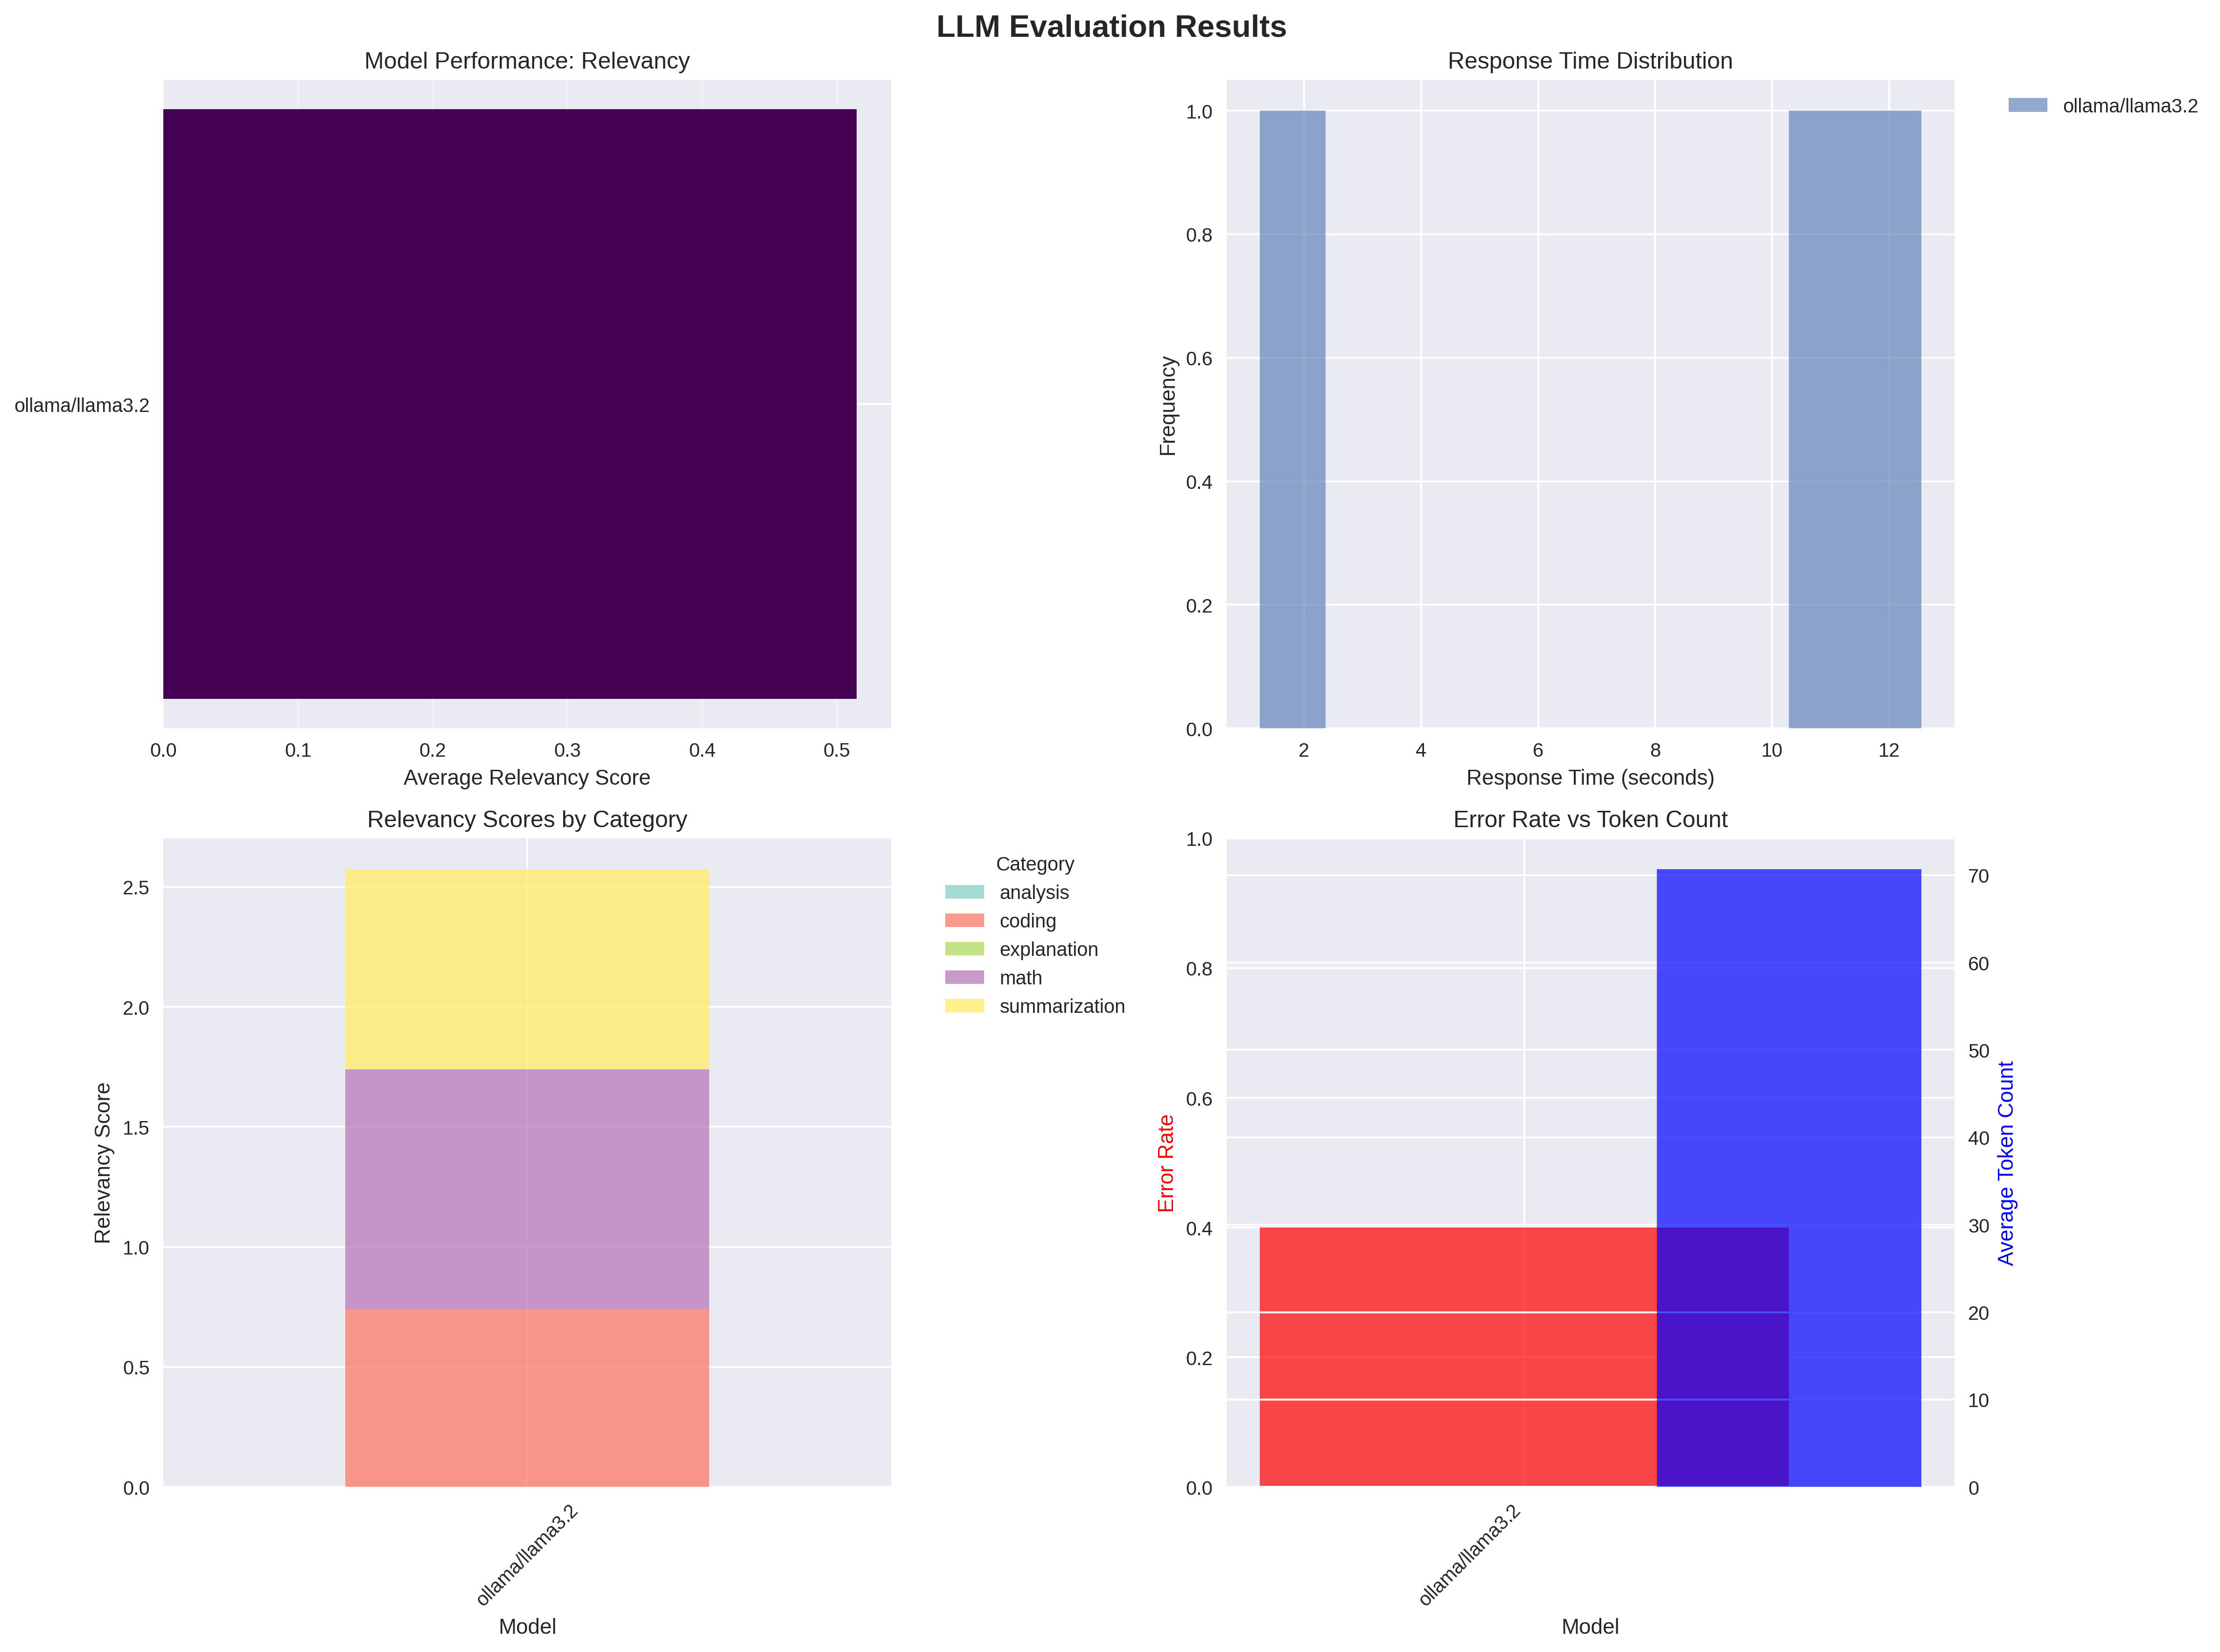 LLM Evaluation Results
Model Performance: Relevancy
ollama/llama3.2
0.0 0.1 0.2 0.3 0.4 0.5
Average Relevancy Score
Response Time Distribution
ollama/llama3.2
1.0
0.8
0.6
0.4
0.2
0.0
Frequency
2 4 6 8 10 12
Response Time (seconds)
Relevancy Scores by Category
2.5
2.0
1.5
1.0
0.5
0.0
Relevancy Score
ollama/llama3.2
Model
Category
analysis
coding
explanation
math
summarization
Error Rate vs Token Count
1.0
0.8
0.6
0.4
0.2
0.0
Error Rate
70
60
50
40
30
20
10
0
Average Token Count
ollama/llama3.2
Model